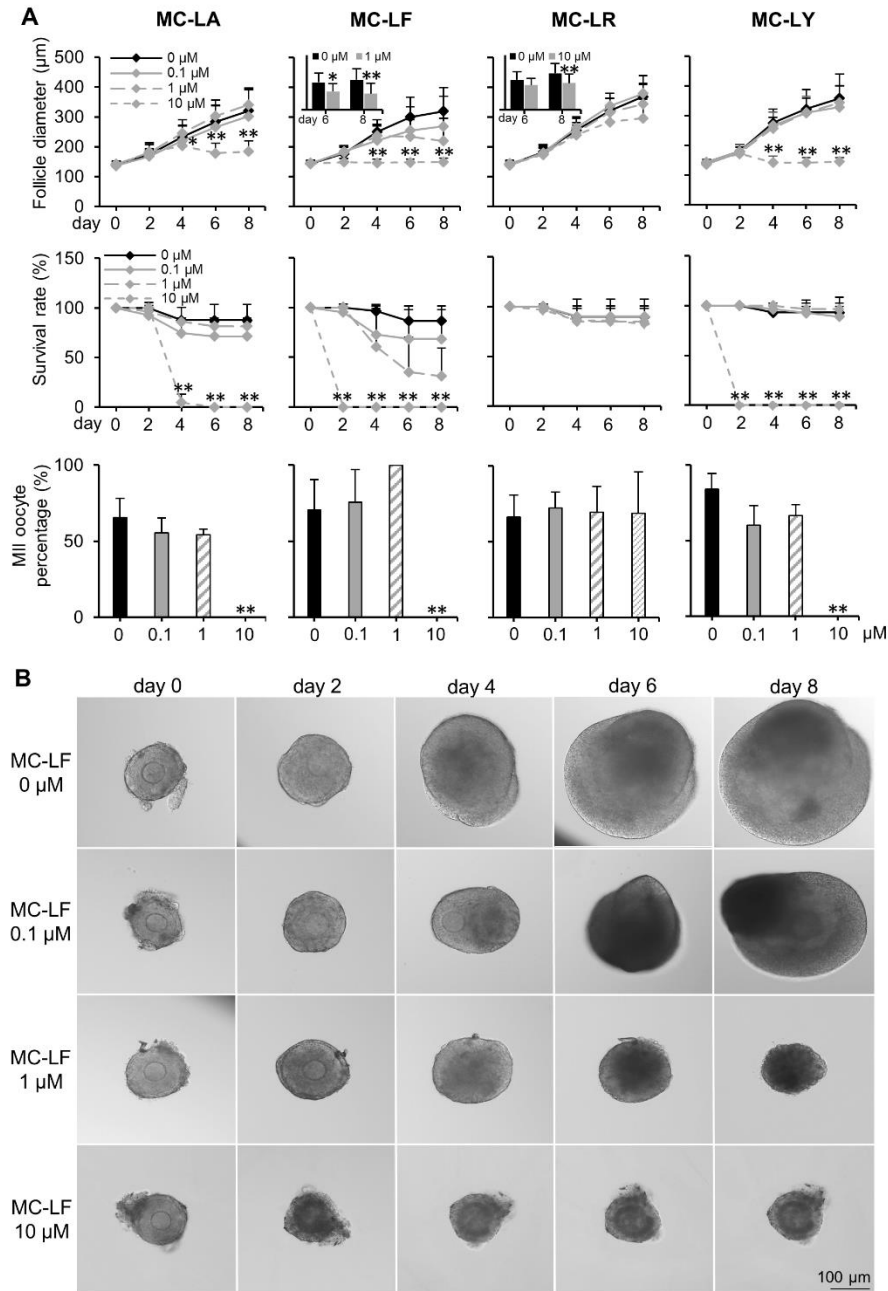 A
MC-LA MC-LF MC-LR MC-LY
Follicle diameter (µm)
500
400
300
200
100
0
0 µM
0.1 µM
1 µM
10 µM
* ** **
0 µM 1 µM
* **
day 6 8
* ** ** **
0 µM 10 µM
**
day 6 8
** ** **
day 0 2 4 6 8 0 2 4 6 8 0 2 4 6 8 0 2 4 6 8
Survival rate (%)
150
100
50
0
0 µM
0.1 µM
1 µM
10 µM
** ** **
** ** ** **
** ** ** **
day 0 2 4 6 8 0 2 4 6 8 0 2 4 6 8 0 2 4 6 8
MII oocyte
percentage (%)
100
50
0
** ** **
0 0.1 1 10 0 0.1 1 10 0 0.1 1 10 0 0.1 1 10 µM
B
day 0 day 2 day 4 day 6 day 8
MC-LF
0 µM
MC-LF
0.1 µM
MC-LF
1 µM
MC-LF
10 µM
100 µm